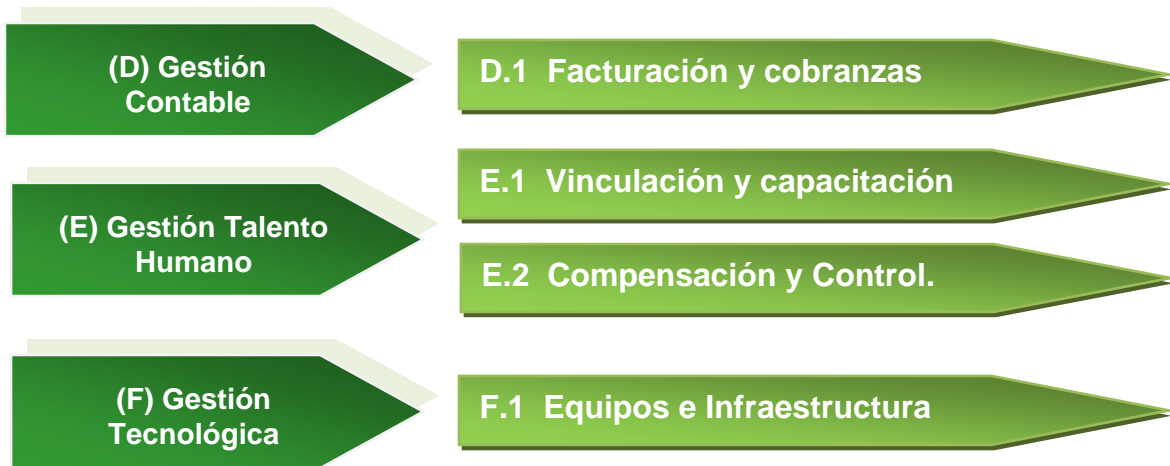 (D) Gestión
Contable
D.1 Facturación y cobranzas
(E) Gestión Talento
Humano
E.1 Vinculación y capacitación
E.2 Compensación y Control.
(F) Gestión
Tecnológica
F.1 Equipos e Infraestructura